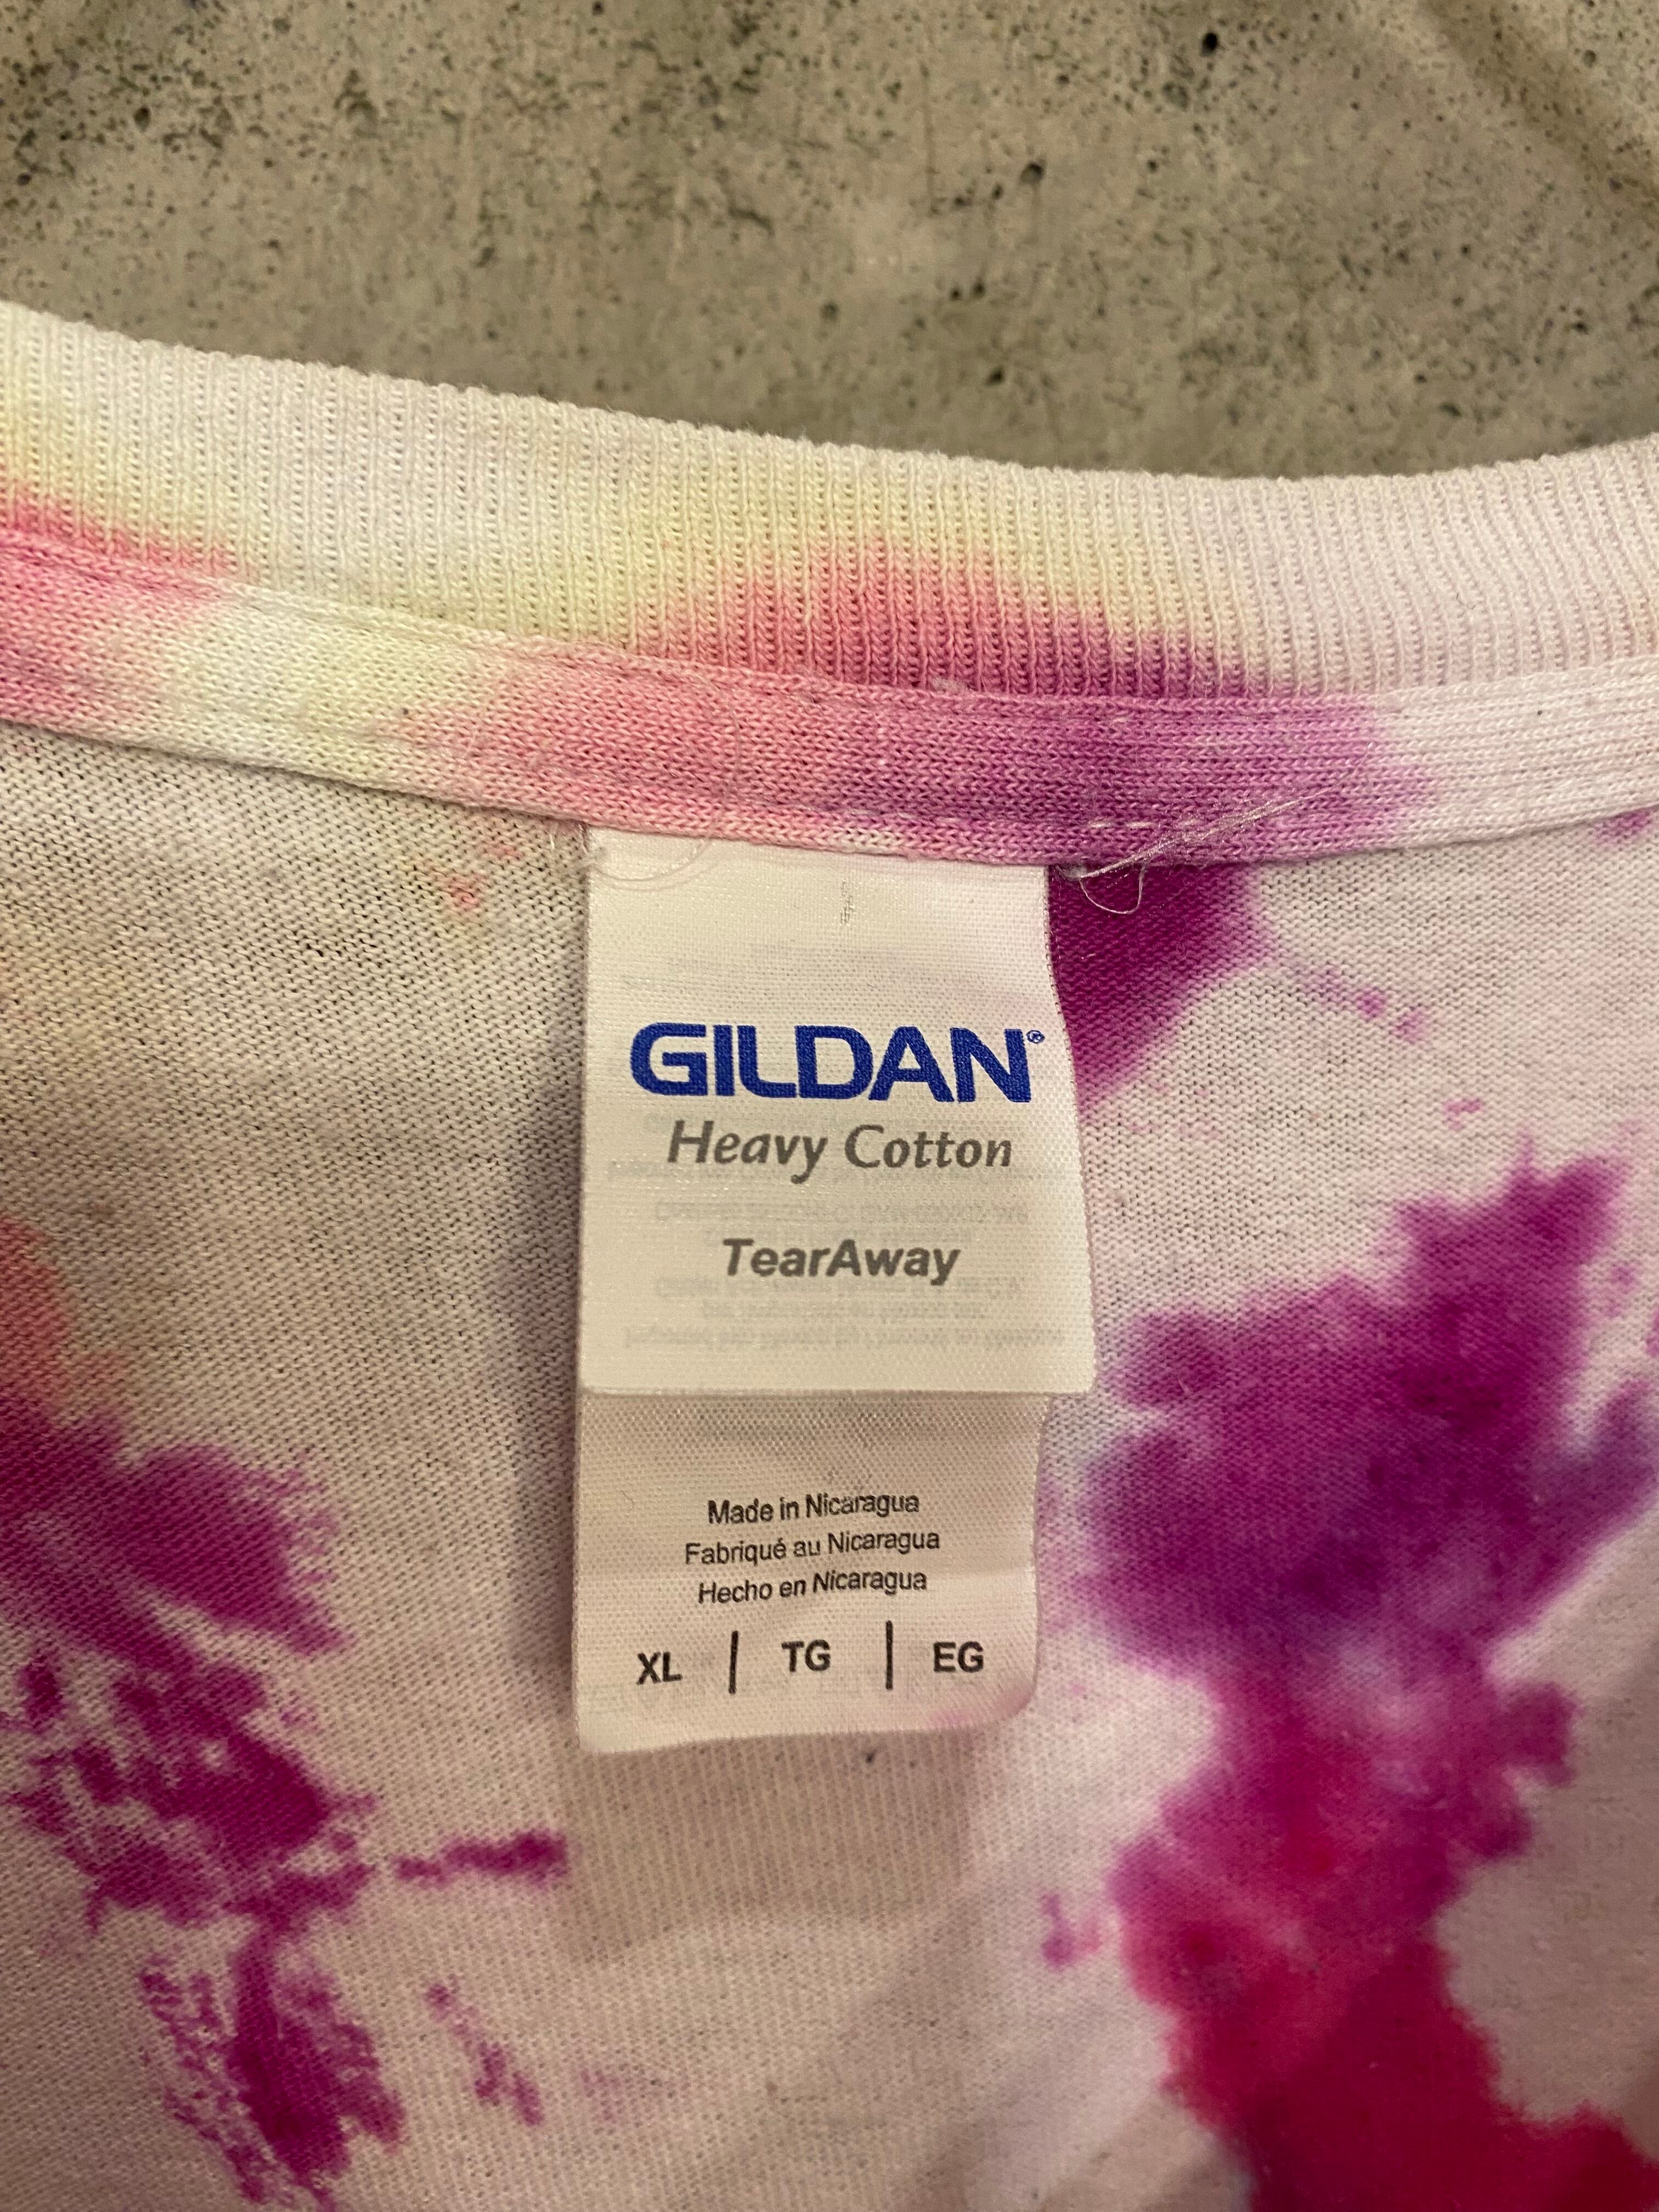 GILDAN®
Heavy Cotton
TearAway
Made in Nicaragua
Fabriqué au Nicaragua
Hecho en Nicaragua
XL | TG | EG